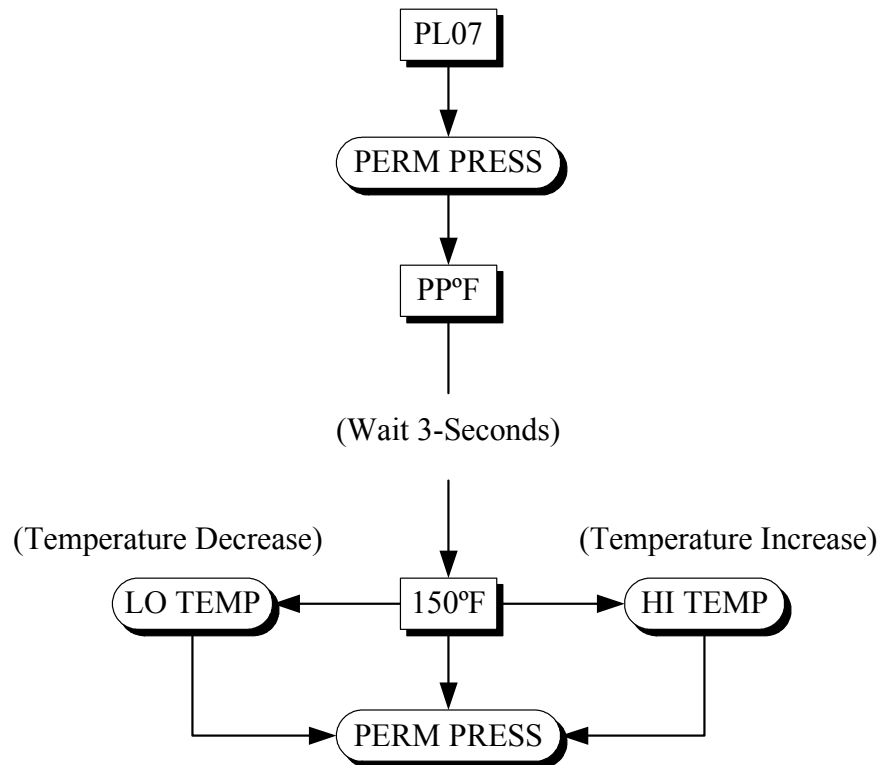 PL07
PERM PRESS
PPºF
(Wait 3-Seconds)
(Temperature Decrease)
(Temperature Increase)
LO TEMP
150ºF
HI TEMP
PERM PRESS